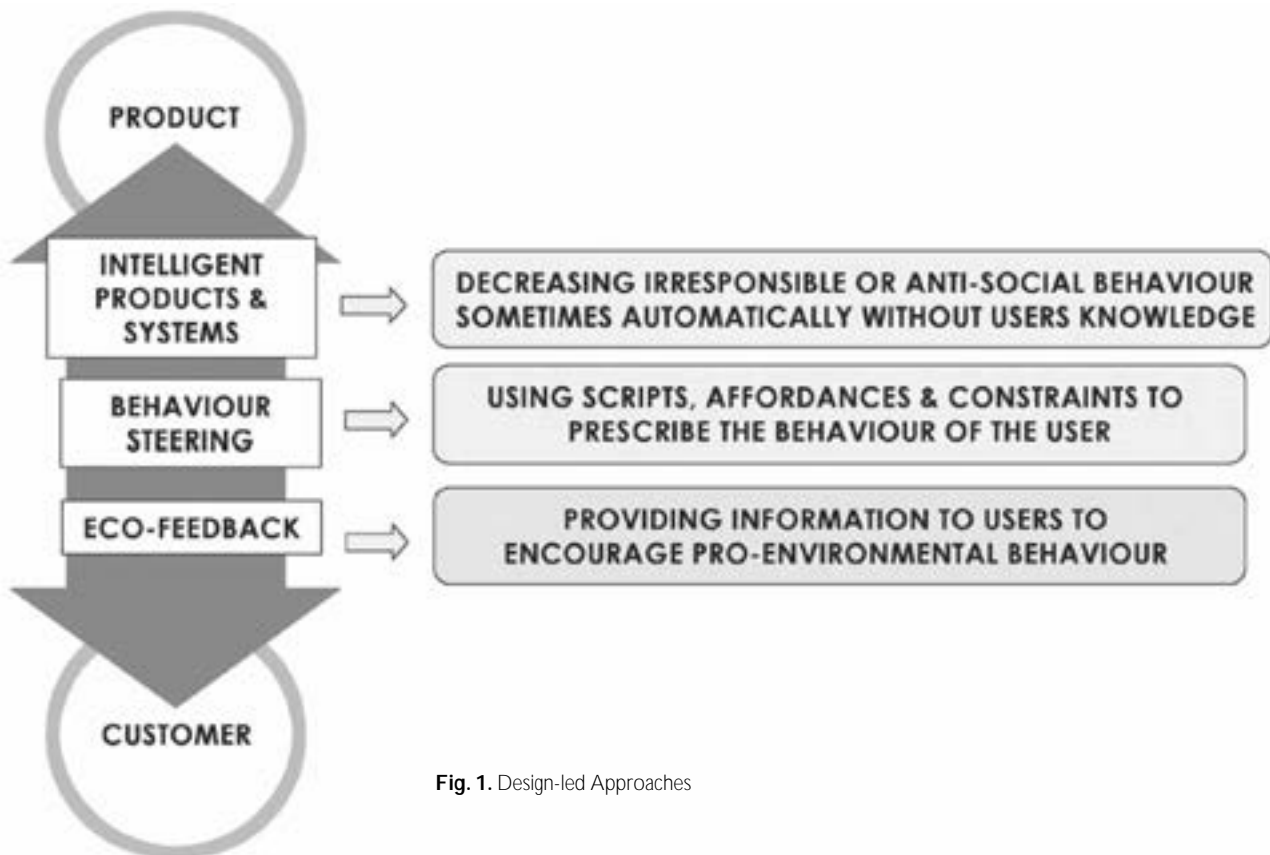 PRODUCT
INTELLIGENT
PRODUCTS &
SYSTEMS
DECREASING IRRESPONSIBLE OR ANTI-SOCIAL BEHAVIOUR
SOMETIMES AUTOMATICALLY WITHOUT USERS KNOWLEDGE
BEHAVIOUR
STEERING
USING SCRIPTS, AFFORDANCES & CONSTRAINTS TO
PRESCRIBE THE BEHAVIOUR OF THE USER
ECO-FEEDBACK
PROVIDING INFORMATION TO USERS TO
ENCOURAGE PRO-ENVIRONMENTAL BEHAVIOUR
CUSTOMER
Fig. 1. Design-led Approaches